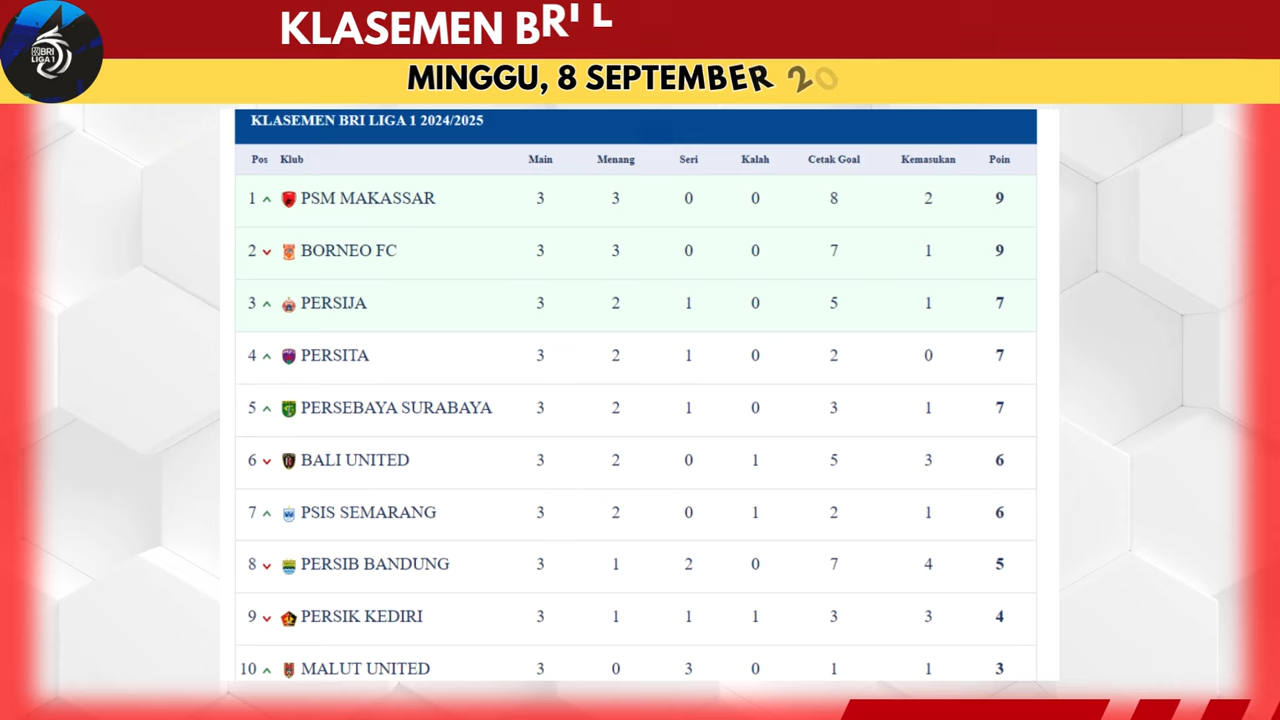 KLASEMEN BRI L
MINGGU, 8 SEPTEMBER 20
BRI
LIGA 1
KLASEMEN BRI LIGA 1 2024/2025
Pos Klub Main Menang Seri Kalah Cetak Goal Kemasukan Poin
1 PSM MAKASSAR 3 3 0 0 8 2 9
2 BORNEO FC 3 3 0 0 7 1 9
3 PERSIJA 3 2 1 0 5 1 7
4 PERSITA 3 2 1 0 2 0 7
5 PERSEBAYA SURABAYA 3 2 1 0 3 1 7
6 BALI UNITED 3 2 0 1 5 3 6
7 PSIS SEMARANG 3 2 0 1 2 1 6
8 PERSIB BANDUNG 3 1 2 0 7 4 5
9 PERSIK KEDIRI 3 1 1 1 3 3 4
10 MALUT UNITED 3 0 3 0 1 1 3